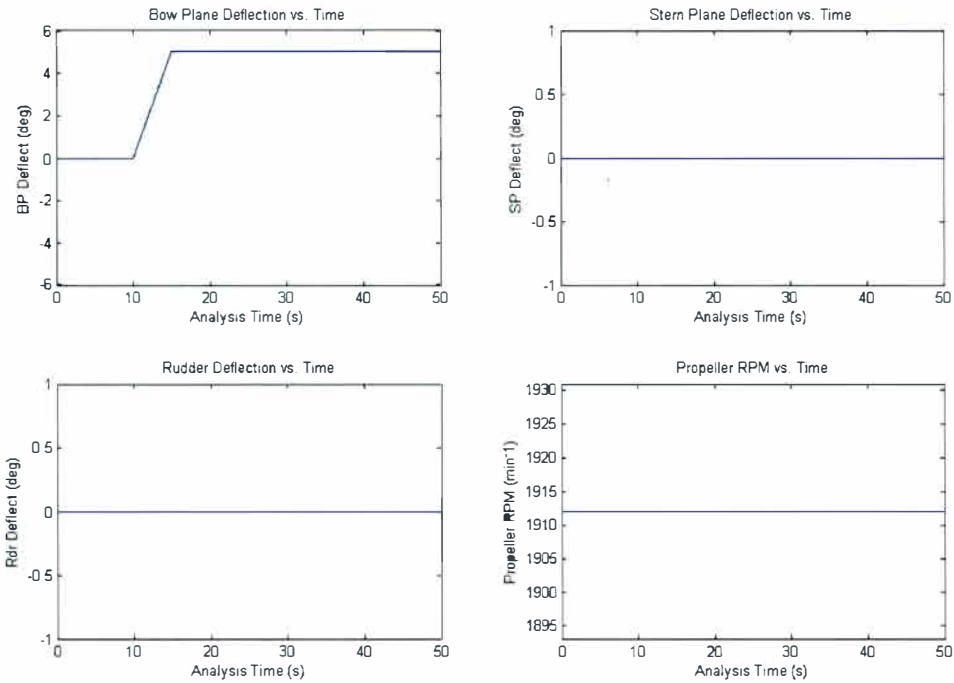 Bow Plane Deflection vs. Time
6
4
2
0
-2
-4
-6
BP Deflect (deg)
0 10 20 30 40 50
Analysis Time (s)
Stern Plane Deflection vs. Time
1
0.5
0
-0.5
-1
SP Deflect (deg)
0 10 20 30 40 50
Analysis Time (s)
Rudder Deflection vs. Time
1
0.5
0
-0.5
-1
Rdr Deflect (deg)
0 10 20 30 40 50
Analysis Time (s)
Propeller RPM vs. Time
1930
1925
1920
1915
1910
1905
1900
1895
Propeller RPM (min-1)
0 10 20 30 40 50
Analysis Time (s)